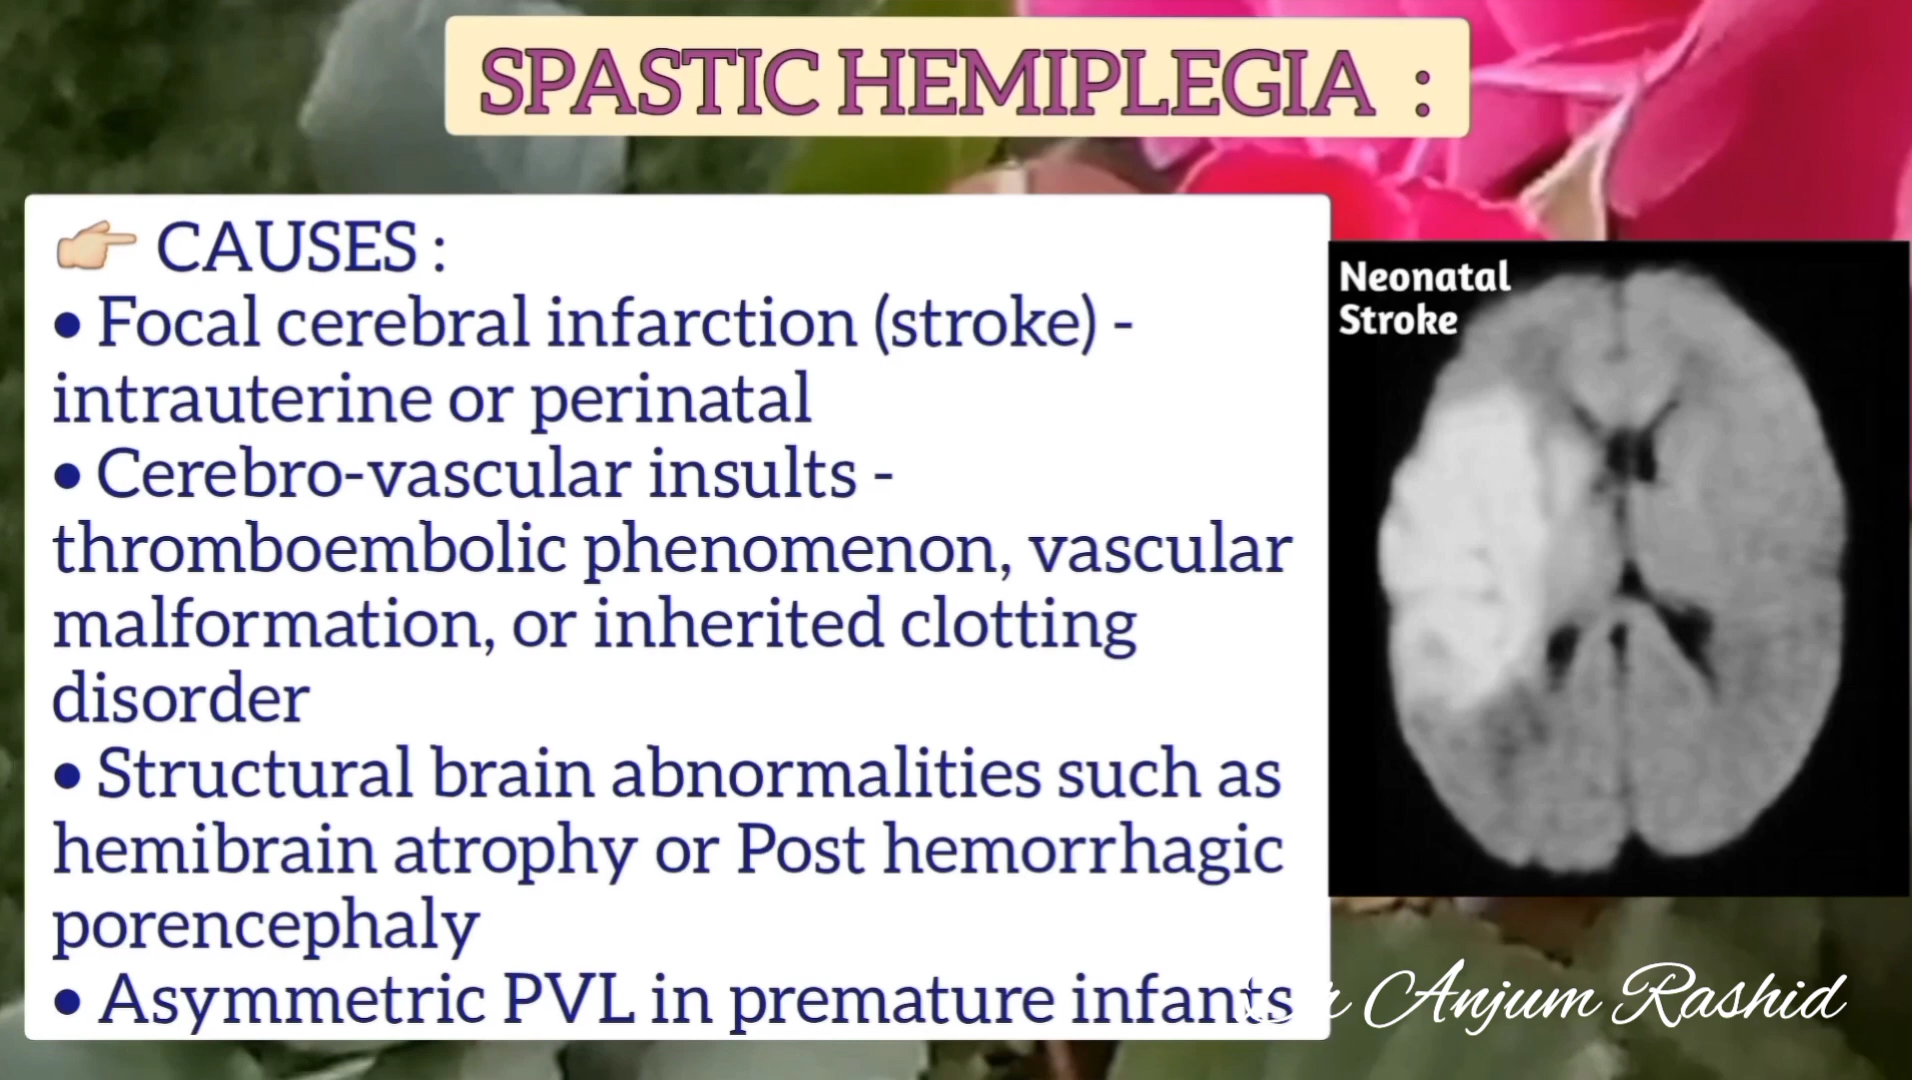 SPASTIC HEMIPLEGIA :
👉🏻 CAUSES :
● Focal cerebral infarction (stroke) -
intrauterine or perinatal
● Cerebro-vascular insults -
thromboembolic phenomenon, vascular
malformation, or inherited clotting
disorder
● Structural brain abnormalities such as
hemibrain atrophy or Post hemorrhagic
porencephaly
● Asymmetric PVL in premature infants
Neonatal
Stroke
Anjum Rashid